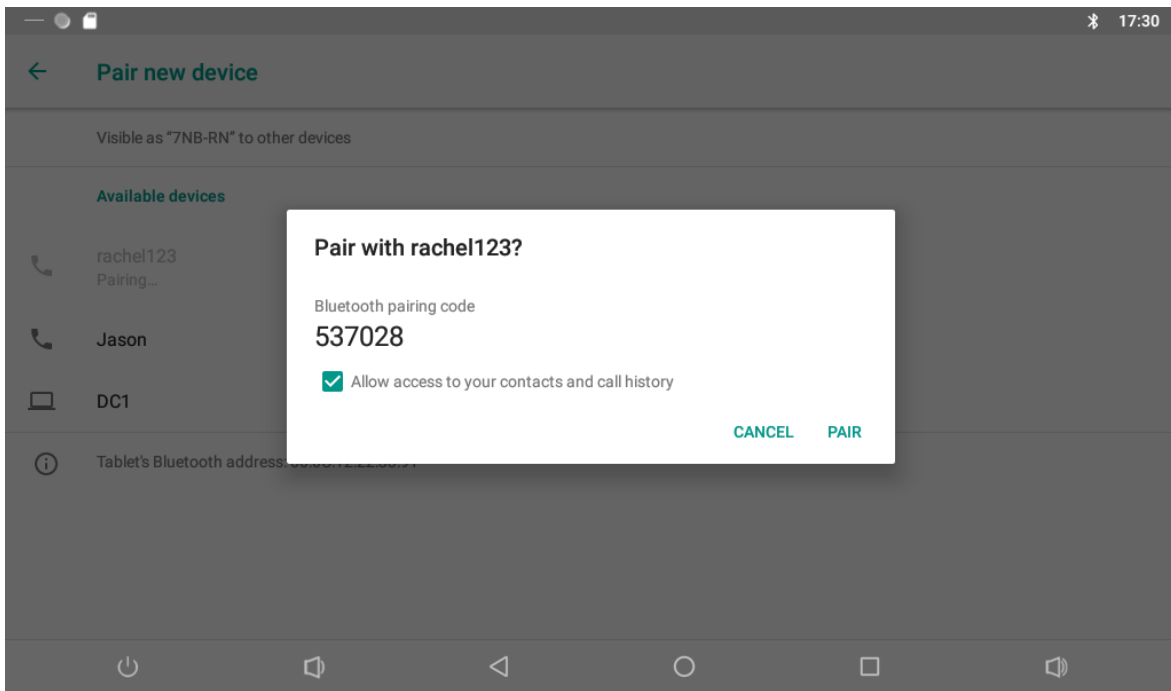 17:30
Pair new device
Visible as "7NB-RN" to other devices
Available devices
rachel123
Pairing…
Jason
DC1
Tablet's Bluetooth address:
Pair with rachel123?
Bluetooth pairing code
537028
Allow access to your contacts and call history
CANCEL PAIR